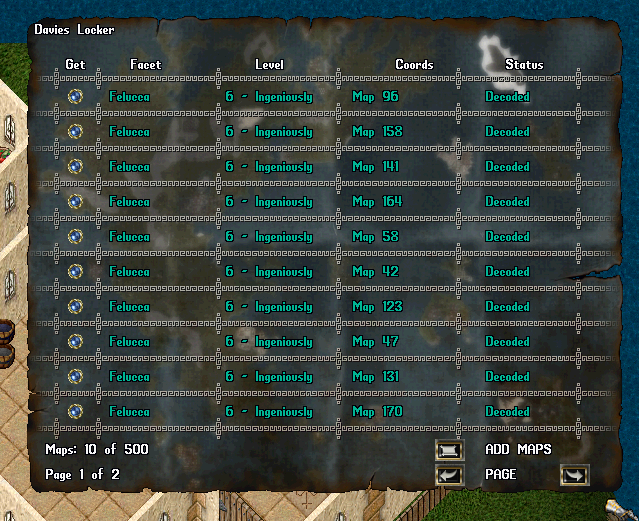 Davies Locker
Get Facet Level Coords Status
Felucca 6 - Ingeniously Map 96 Decoded
Felucca 6 - Ingeniously Map 158 Decoded
Felucca 6 - Ingeniously Map 141 Decoded
Felucca 6 - Ingeniously Map 164 Decoded
Felucca 6 - Ingeniously Map 58 Decoded
Felucca 6 - Ingeniously Map 42 Decoded
Felucca 6 - Ingeniously Map 123 Decoded
Felucca 6 - Ingeniously Map 47 Decoded
Felucca 6 - Ingeniously Map 131 Decoded
Felucca 6 - Ingeniously Map 170 Decoded
Maps: 10 of 500 ADD MAPS
Page 1 of 2 PAGE